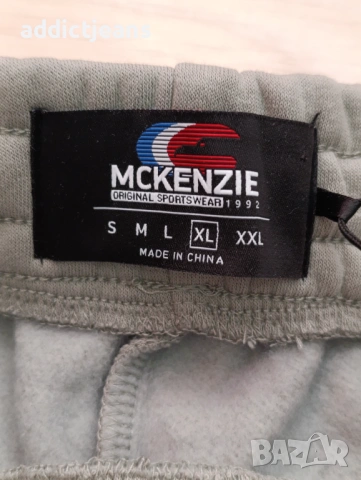 addictjeans
MCKENZIE
ORIGINAL SPORTSWEAR 1992
S M L XL XXL
MADE IN CHINA
BAZAR